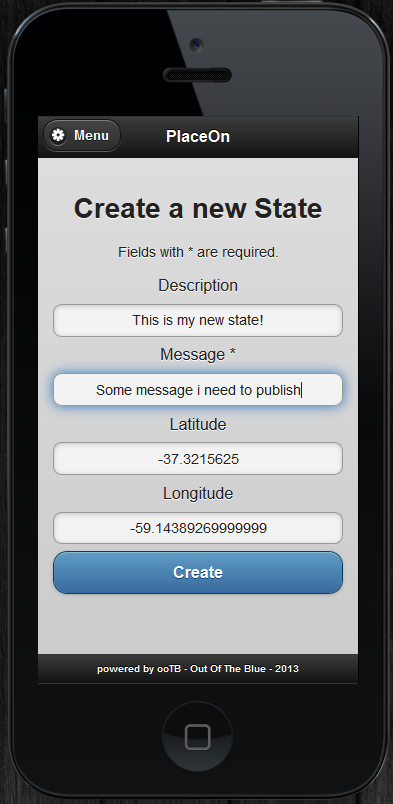 Menu
PlaceOn
Create a new State
Fields with * are required.
Description
This is my new state!
Message *
Some message i need to publish
Latitude
-37.3215625
Longitude
-59.14389269999999
Create
powered by ooTB - Out Of The Blue - 2013